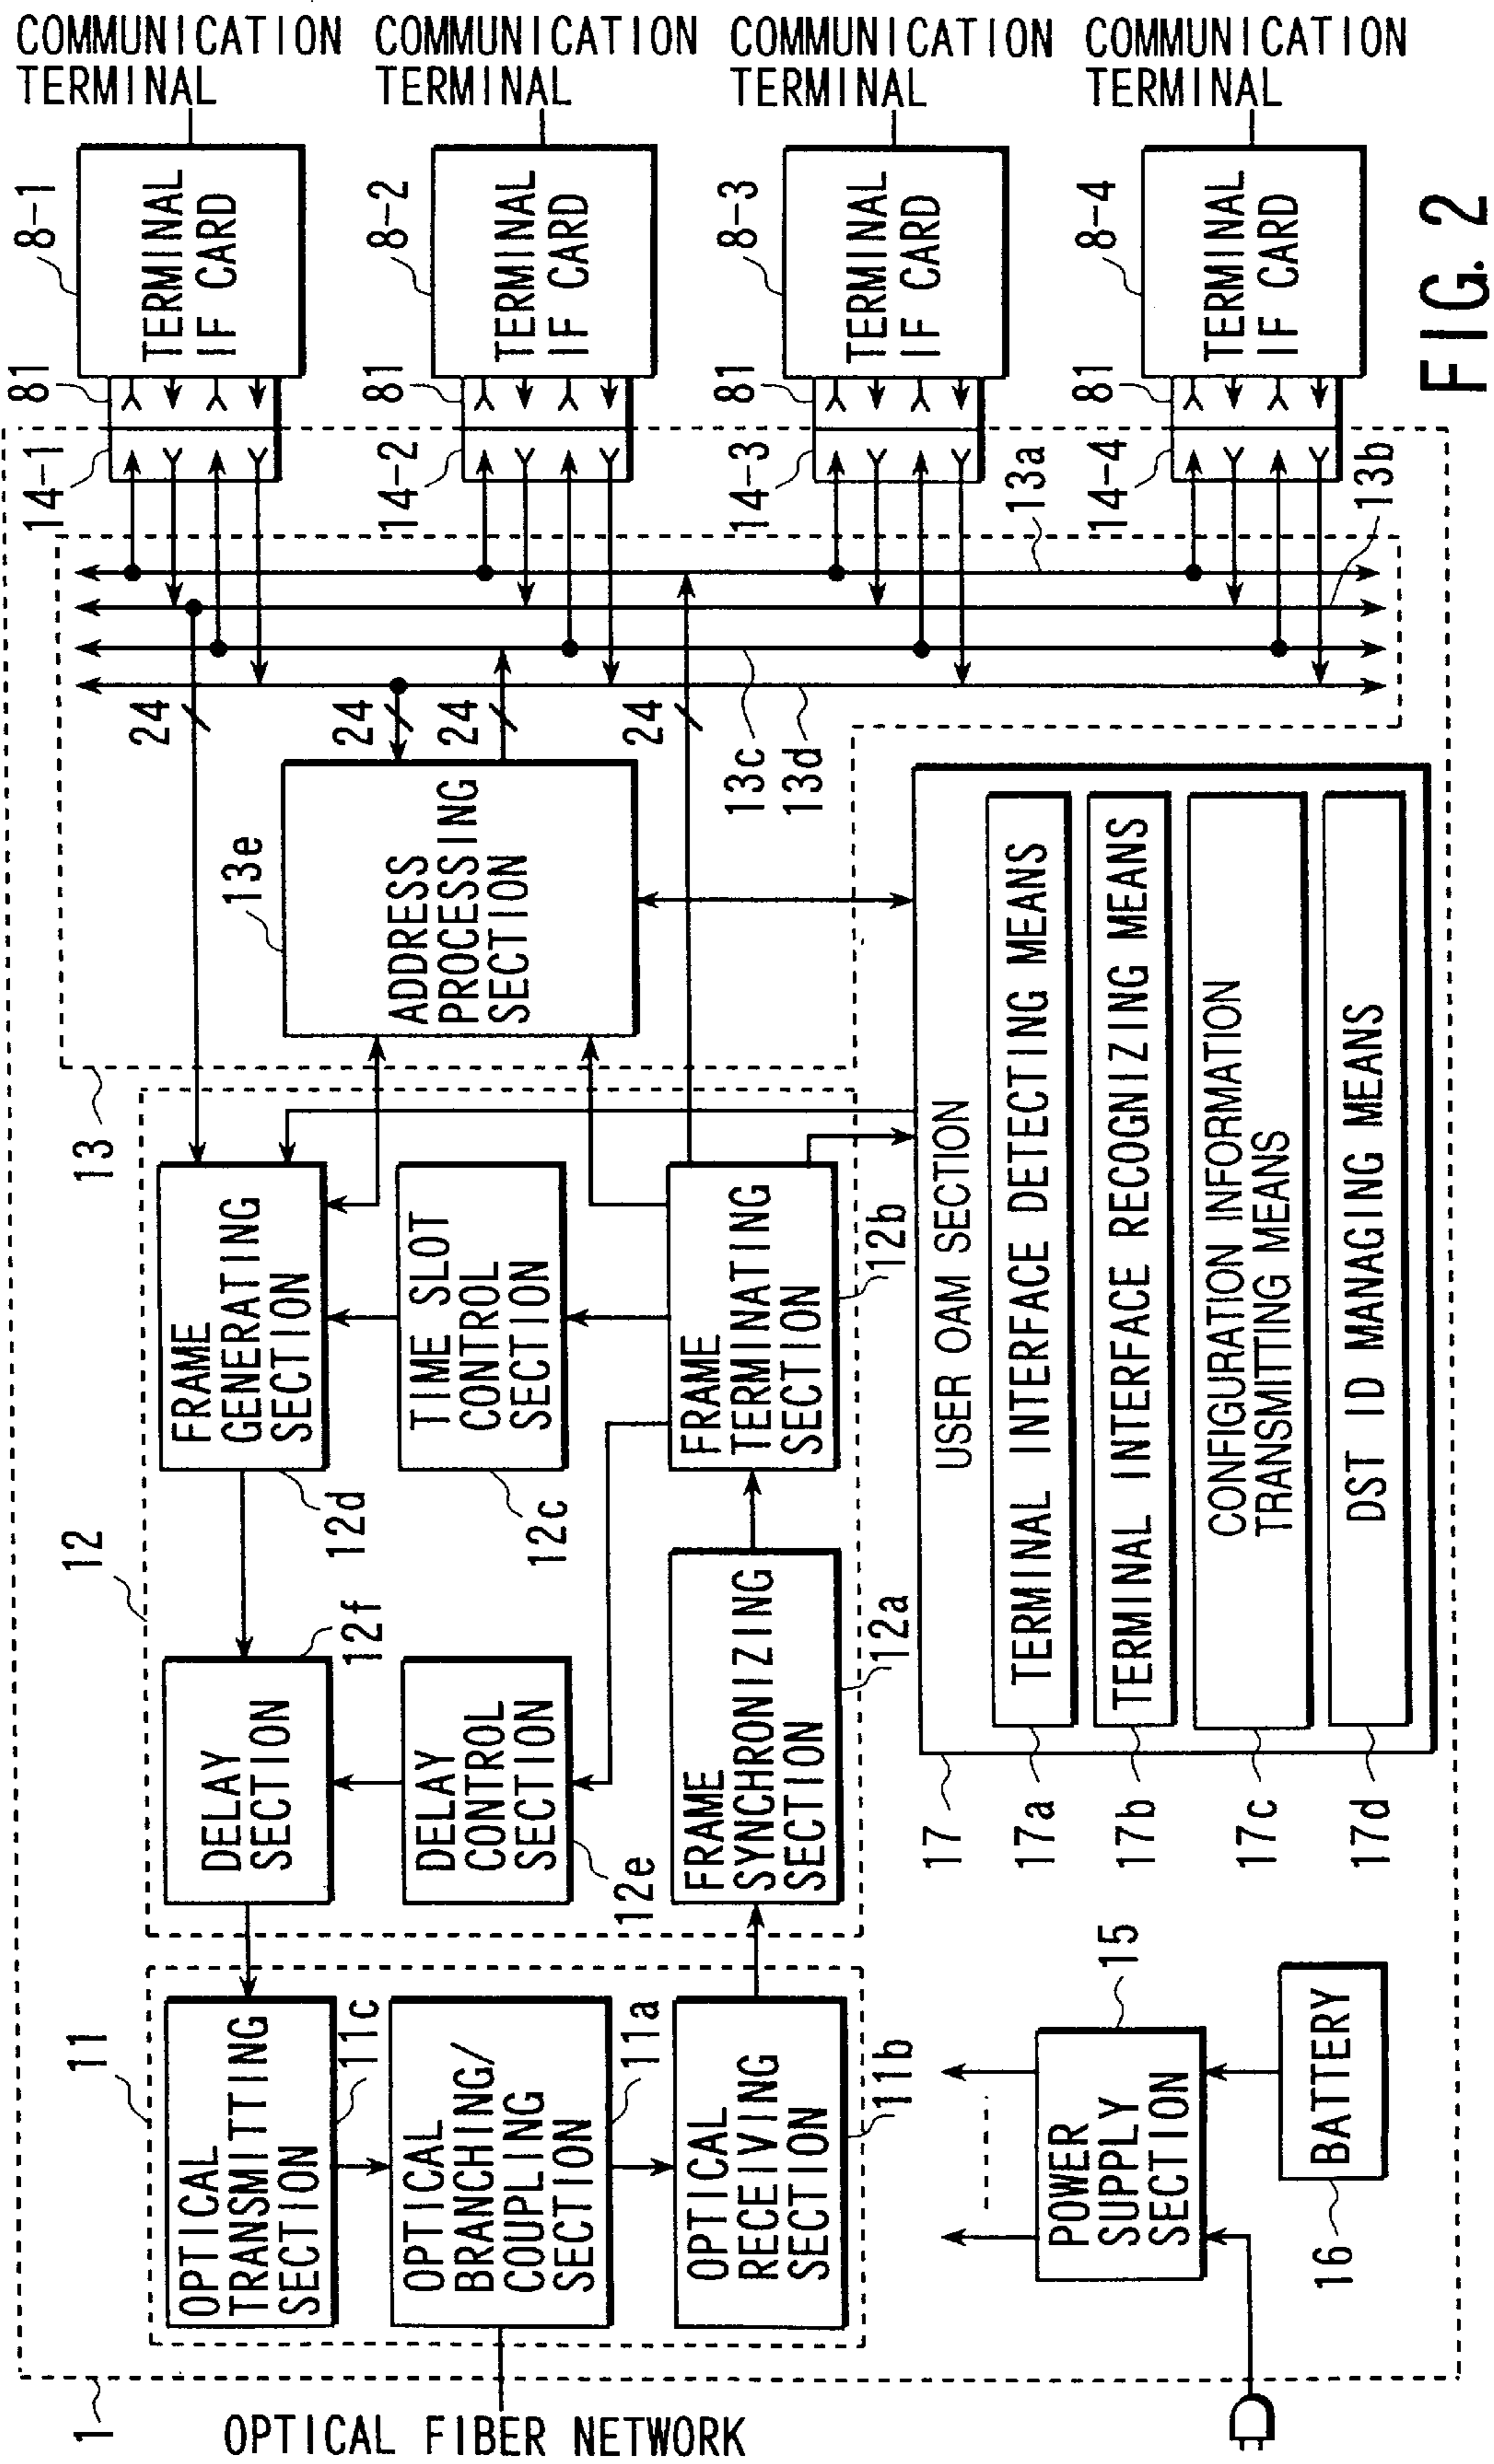 COMMUNICATION
TERMINAL
COMMUNICATION
TERMINAL
COMMUNICATION
TERMINAL
COMMUNICATION
TERMINAL
8-1
8-2
8-3
8-4
TERMINAL
IF CARD
TERMINAL
IF CARD
TERMINAL
IF CARD
TERMINAL
IF CARD
81
81
81
81
14-1
14-2
14-3
14-4
13a
13b
13c
13d
24
24
24
24
13
13e
ADDRESS
PROCESSING
SECTION
12
FRAME
GENERATING
SECTION
12d
TIME SLOT
CONTROL
SECTION
12c
FRAME
TERMINATING
SECTION
12b
DELAY
SECTION
12f
DELAY
CONTROL
SECTION
12e
FRAME
SYNCHRONIZING
SECTION
12a
11
OPTICAL
TRANSMITTING
SECTION
11c
OPTICAL
BRANCHING/
COUPLING
SECTION
11a
OPTICAL
RECEIVING
SECTION
11b
1
OPTICAL FIBER NETWORK
USER OAM SECTION
TERMINAL INTERFACE DETECTING MEANS
TERMINAL INTERFACE RECOGNIZING MEANS
CONFIGURATION INFORMATION
TRANSMITTING MEANS
DST ID MANAGING MEANS
17
17a
17b
17c
17d
15
POWER
SUPPLY
SECTION
BATTERY
16
FIG. 2